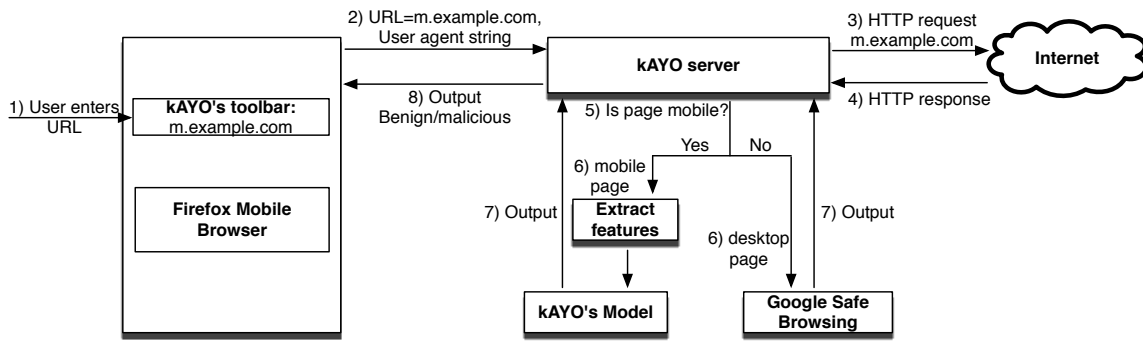 1) User enters
URL
kAYO's toolbar:
m.example.com
Firefox Mobile
Browser
2) URL=m.example.com,
User agent string
8) Output
Benign/malicious
kAYO server
3) HTTP request
m.example.com
4) HTTP response
Internet
5) Is page mobile?
Yes
No
6) mobile
page
Extract
features
7) Output
kAYO's Model
6) desktop
page
7) Output
Google Safe
Browsing